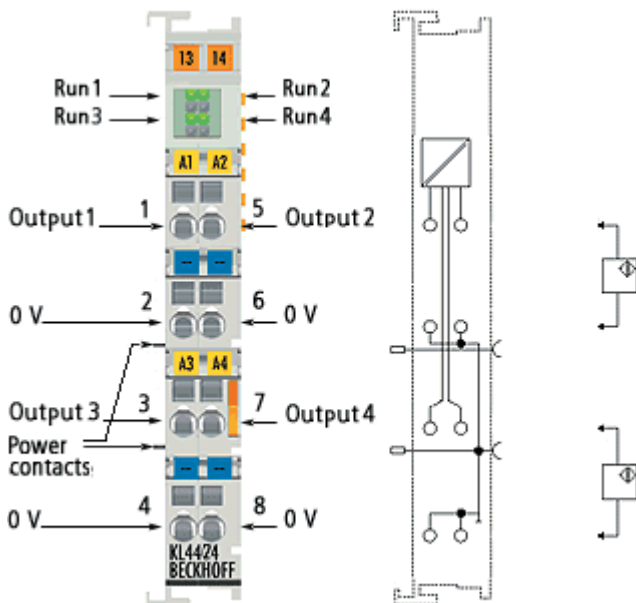 13 14
Run 1 Run 2
Run 3 Run 4
A1 A2
Output 1 1 5 Output 2
-- --
0 V 2 6 0 V
A3 A4
Output 3 3 7 Output 4
Power
contacts
-- --
0 V 4 8 0 V
KL4424
BECKHOFF